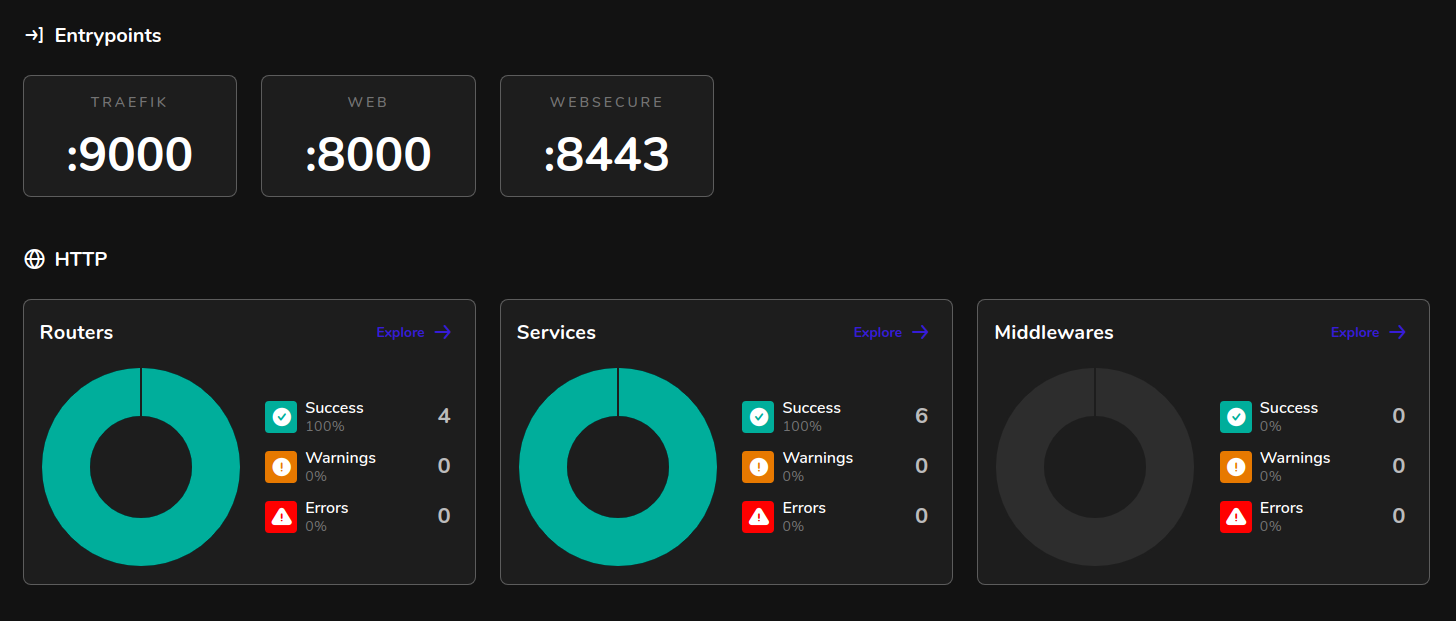 Entrypoints
TRAEFIK
:9000
WEB
:8000
WEBSECURE
:8443
HTTP
Routers
Explore
Success
100%
4
Warnings
0%
0
Errors
0%
0
Services
Explore
Success
100%
6
Warnings
0%
0
Errors
0%
0
Middlewares
Explore
Success
0%
0
Warnings
0%
0
Errors
0%
0